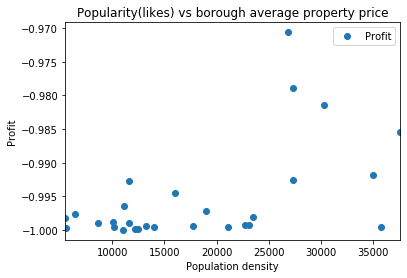 Popularity(likes) vs borough average property price
Profit
−0.970
−0.975
−0.980
−0.985
−0.990
−0.995
−1.000
Profit
10000 15000 20000 25000 30000 35000
Population density